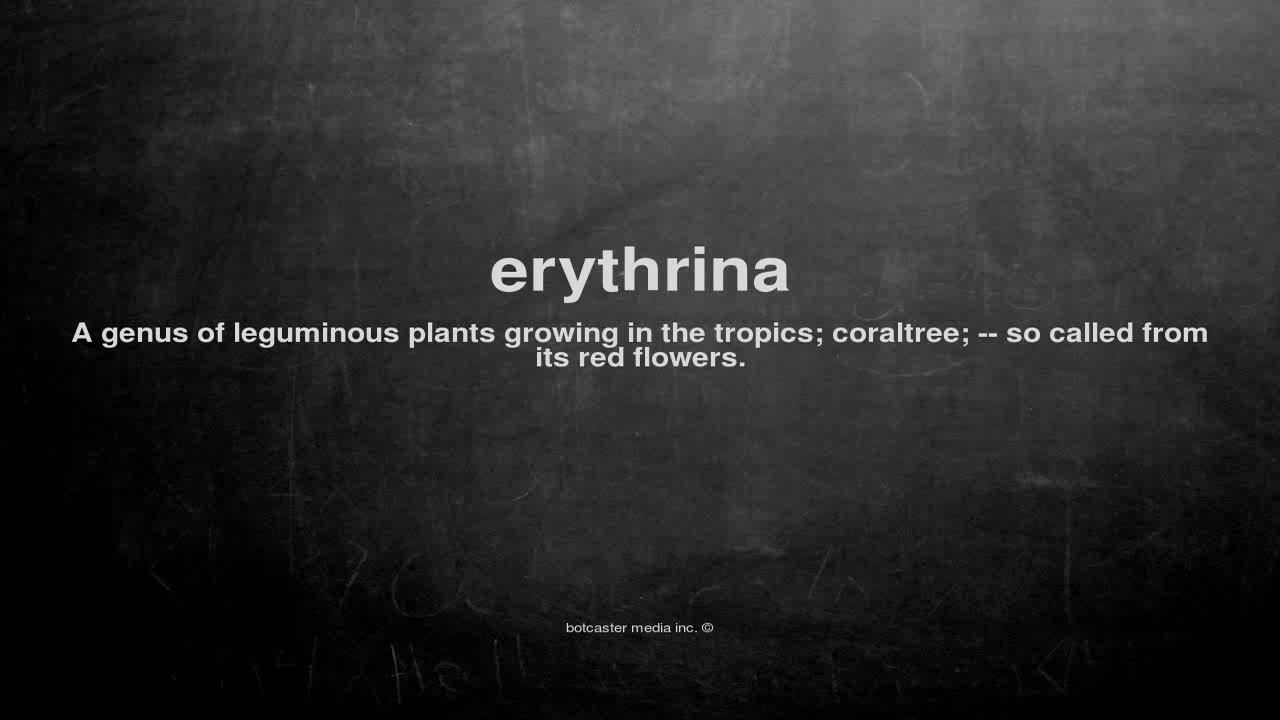 erythrina
A genus of leguminous plants growing in the tropics; coraltree; -- so called from
its red flowers.
botcaster media inc. ©